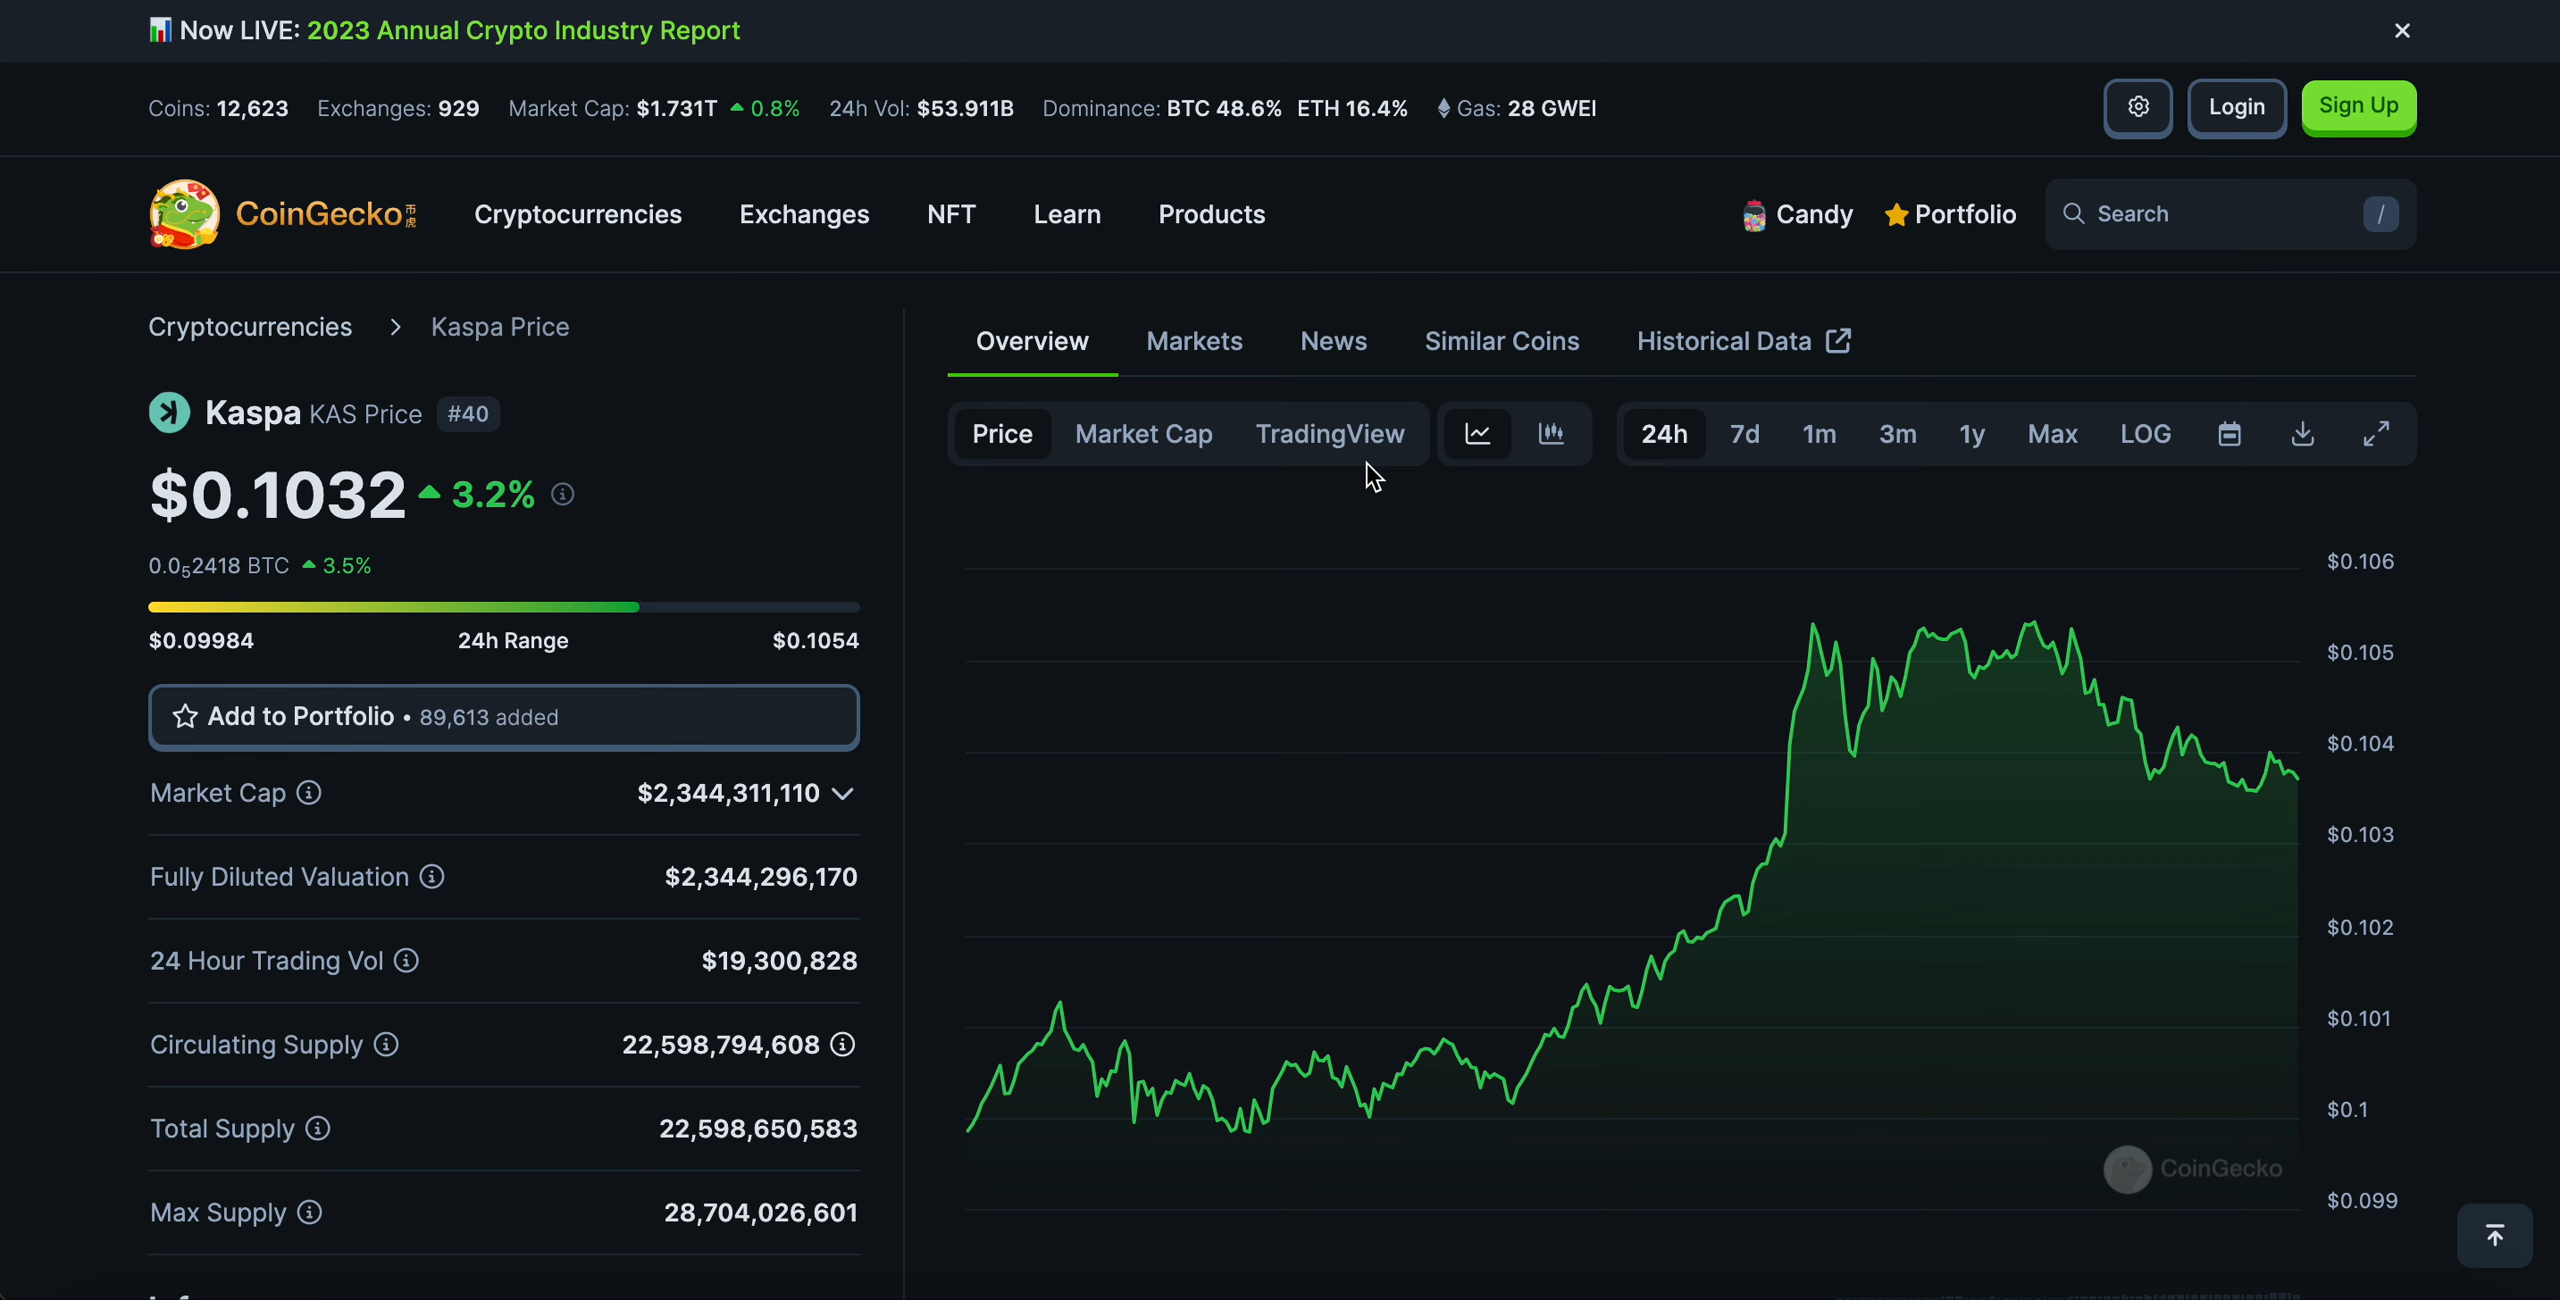 Now LIVE: 2023 Annual Crypto Industry Report
Coins: 12,623 Exchanges: 929 Market Cap: $1.731T 0.8% 24h Vol: $53.911B Dominance: BTC 48.6% ETH 16.4% Gas: 28 GWEI
Login Sign Up
CoinGecko 币虎 Cryptocurrencies Exchanges NFT Learn Products Candy Portfolio Search /
Cryptocurrencies > Kaspa Price
Kaspa KAS Price #40
$0.1032 3.2%
0.0₅2418 BTC 3.5%
$0.09984 24h Range $0.1054
Add to Portfolio • 89,613 added
Market Cap $2,344,311,110
Fully Diluted Valuation $2,344,296,170
24 Hour Trading Vol $19,300,828
Circulating Supply 22,598,794,608
Total Supply 22,598,650,583
Max Supply 28,704,026,601
Overview Markets News Similar Coins Historical Data
Price Market Cap TradingView 24h 7d 1m 3m 1y Max LOG
$0.106
$0.105
$0.104
$0.103
$0.102
$0.101
$0.1
CoinGecko
$0.099